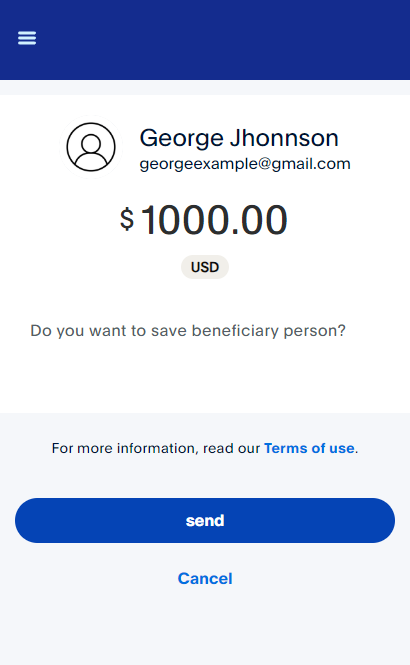 George Jhonnson
georgeexample@gmail.com
$1000.00
USD
Do you want to save beneficiary person?
For more information, read our Terms of use.
send
Cancel